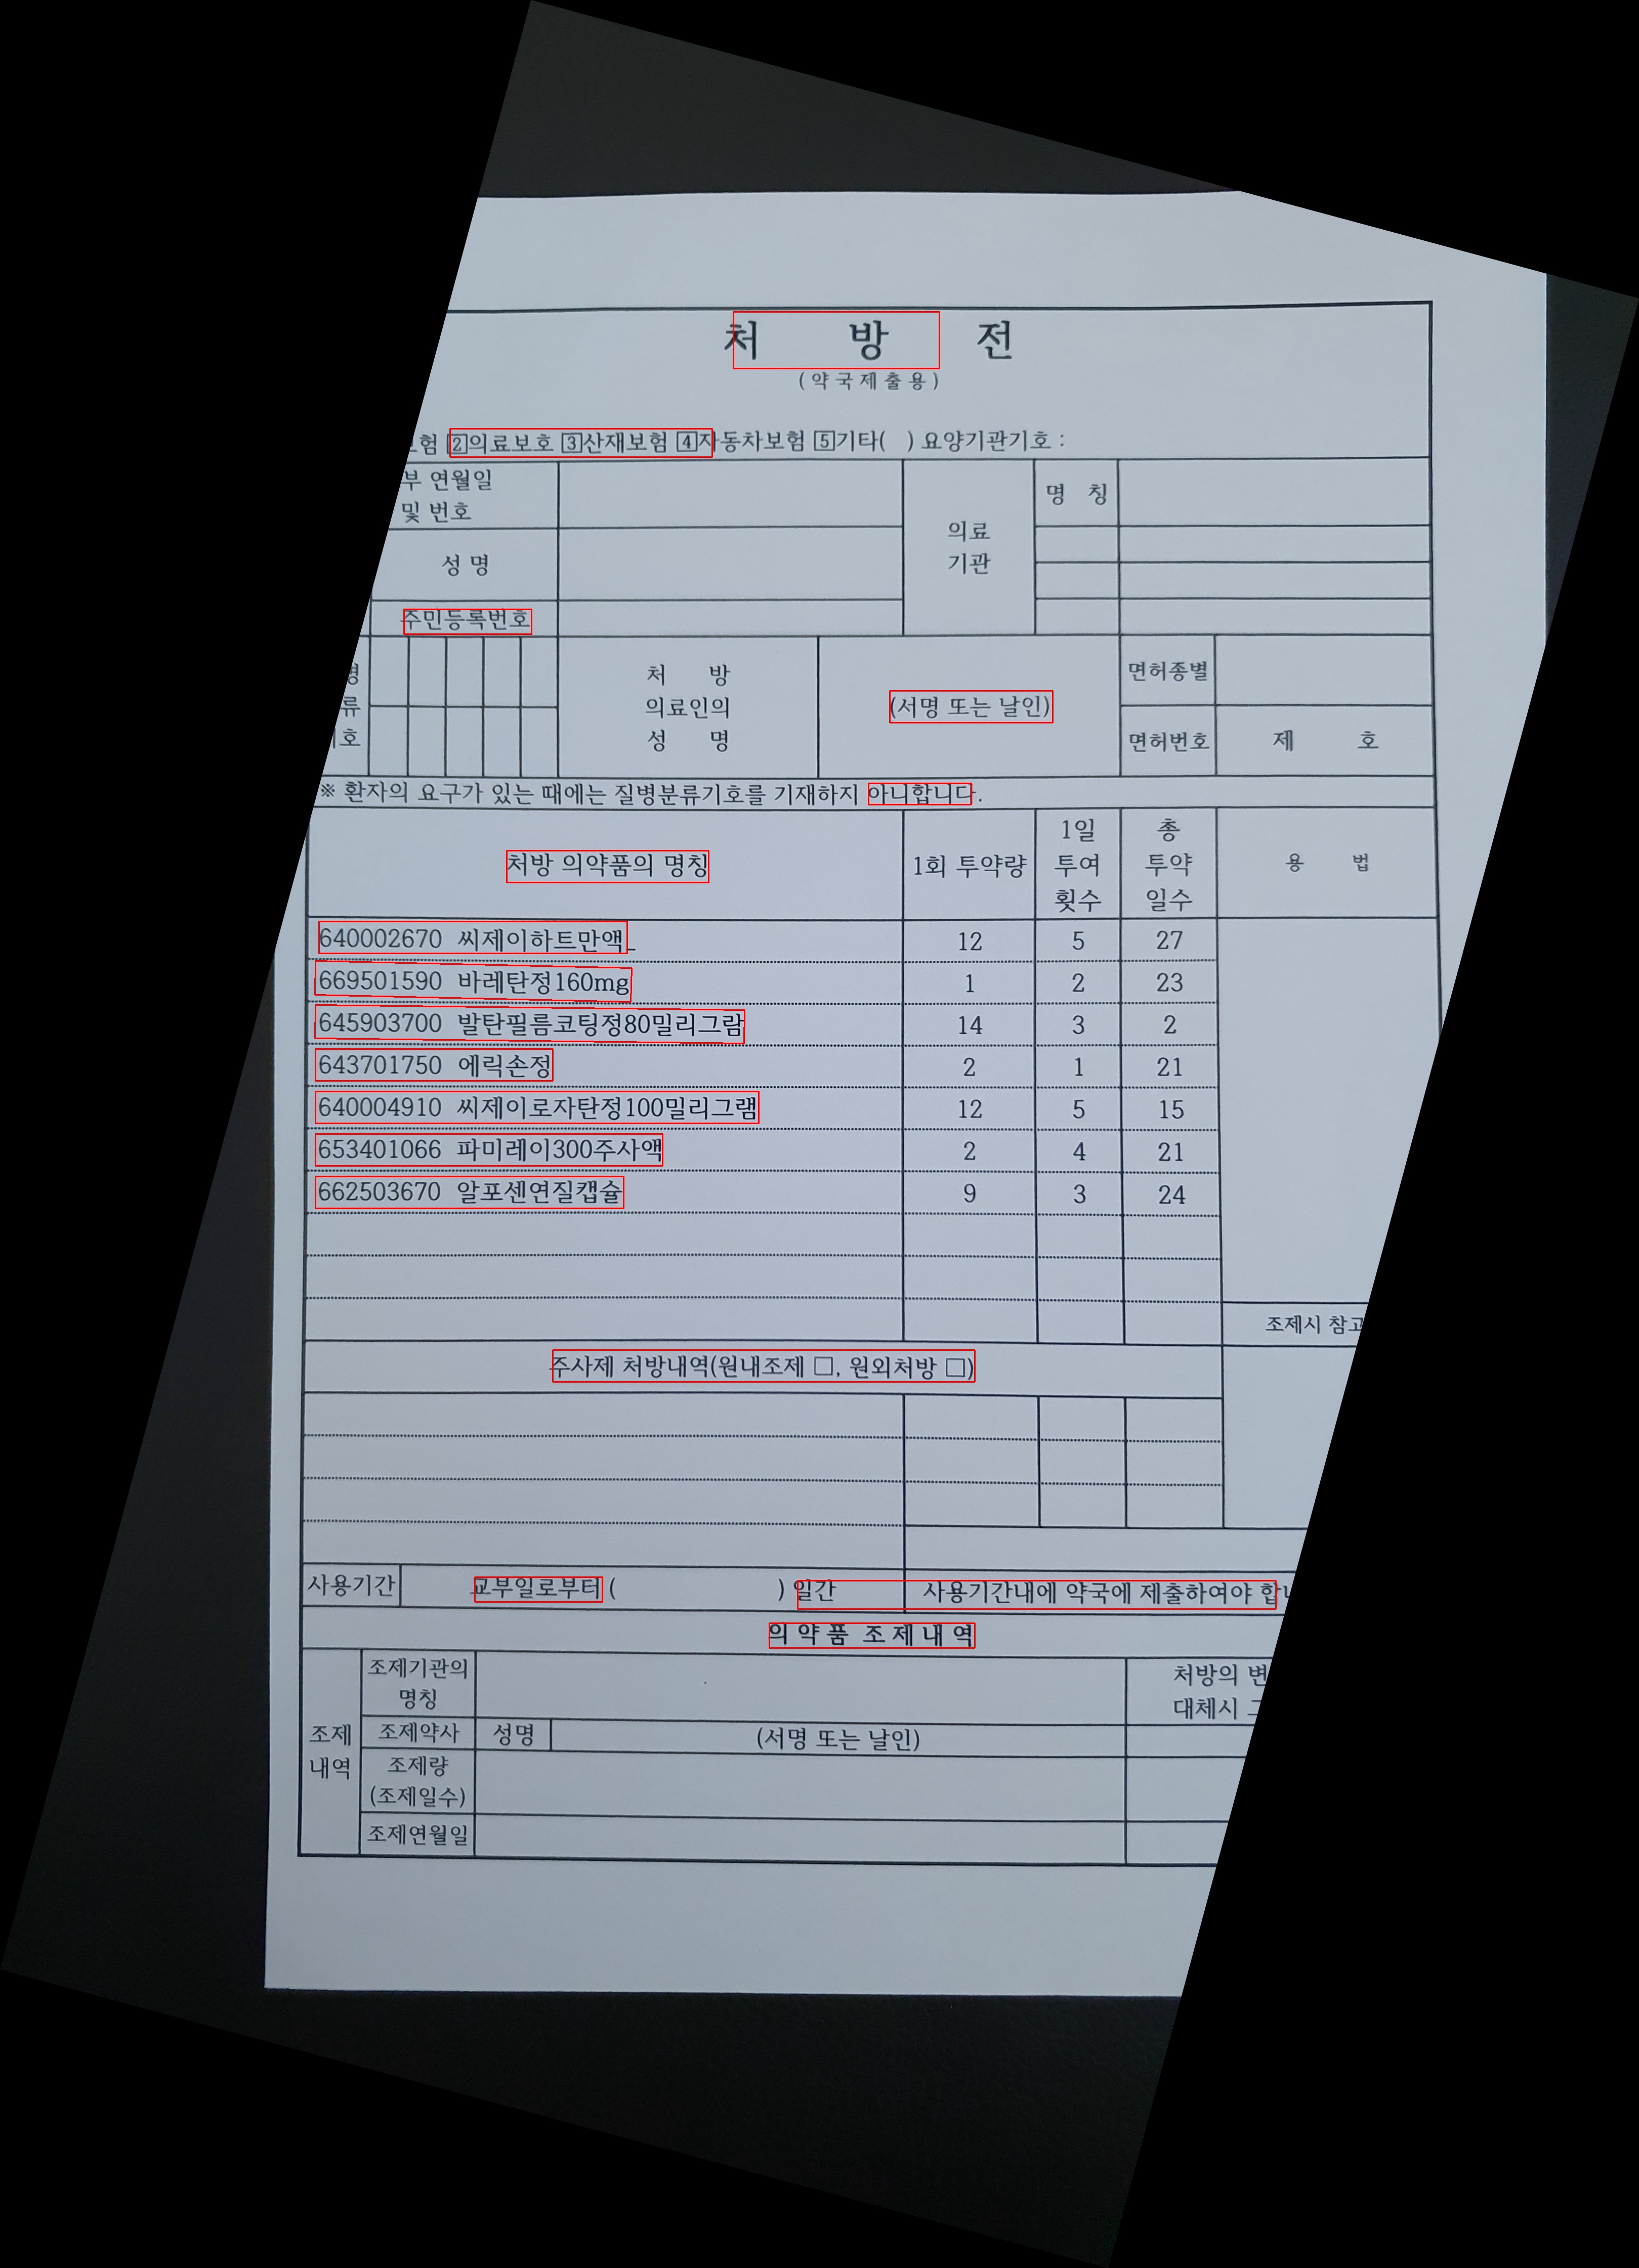 처 방 전
(약국제출용)
험 2의료보호 3산재보험 4자동차보험 5기타( ) 요양기관기호 :
부 연월일
및 번호
성 명
주민등록번호
의료
기관
명 칭
류
호
처 방
의료인의
성 명
(서명 또는 날인)
면허종별
면허번호
제 호
※ 환자의 요구가 있는 때에는 질병분류기호를 기재하지 아니합니다.
처방 의약품의 명칭
1회 투약량
1일
투여
횟수
총
투약
일수
용 법
640002670 씨제이하트만액_ 12 5 27
669501590 바레탄정160mg 1 2 23
645903700 발탄필름코팅정80밀리그람 14 3 2
643701750 에릭손정 2 1 21
640004910 씨제이로자탄정100밀리그램 12 5 15
653401066 파미레이300주사액 2 4 21
662503670 알포센연질캡슐 9 3 24
조제시 참고
주사제 처방내역(원내조제 □, 원외처방 □)
사용기간 교부일로부터 ( ) 일간 사용기간내에 약국에 제출하여야 합
의 약 품 조 제 내 역
조제
내역
조제기관의
명칭
처방의 변
대체시 그
조제약사 성명 (서명 또는 날인)
조제량
(조제일수)
조제연월일